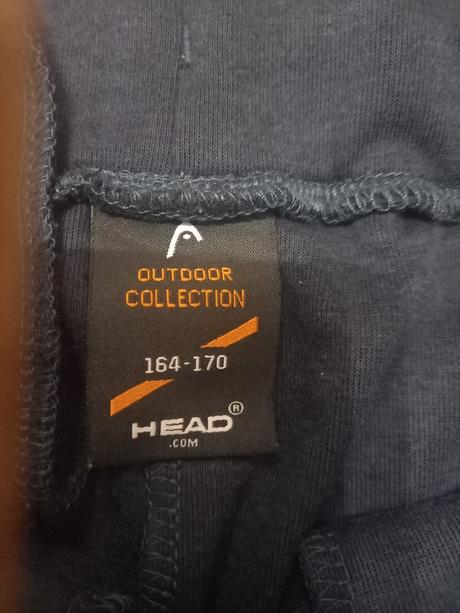 OUTDOOR
COLLECTION
164-170
HEAD®
.COM